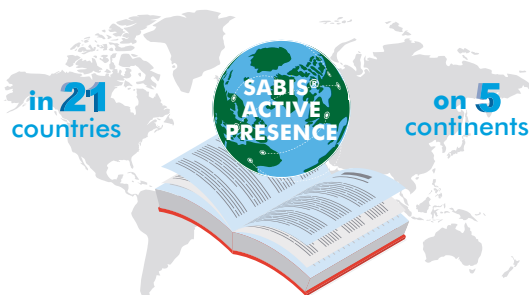 in 21
countries
SABIS®
ACTIVE
PRESENCE
on 5
continents